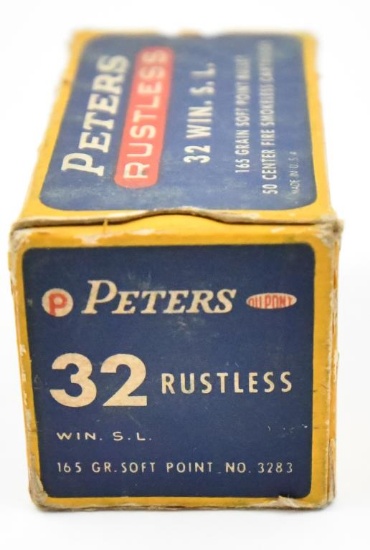 PETERS
RUSTLESS
32 WIN. S. L.
165 GRAIN SOFT POINT BULLET
50 CENTER FIRE SMOKELESS CARTRIDGES
MADE IN U.S.A.
P PETERS DU PONT
32 RUSTLESS
WIN. S. L.
165 GR. SOFT POINT. NO. 3283